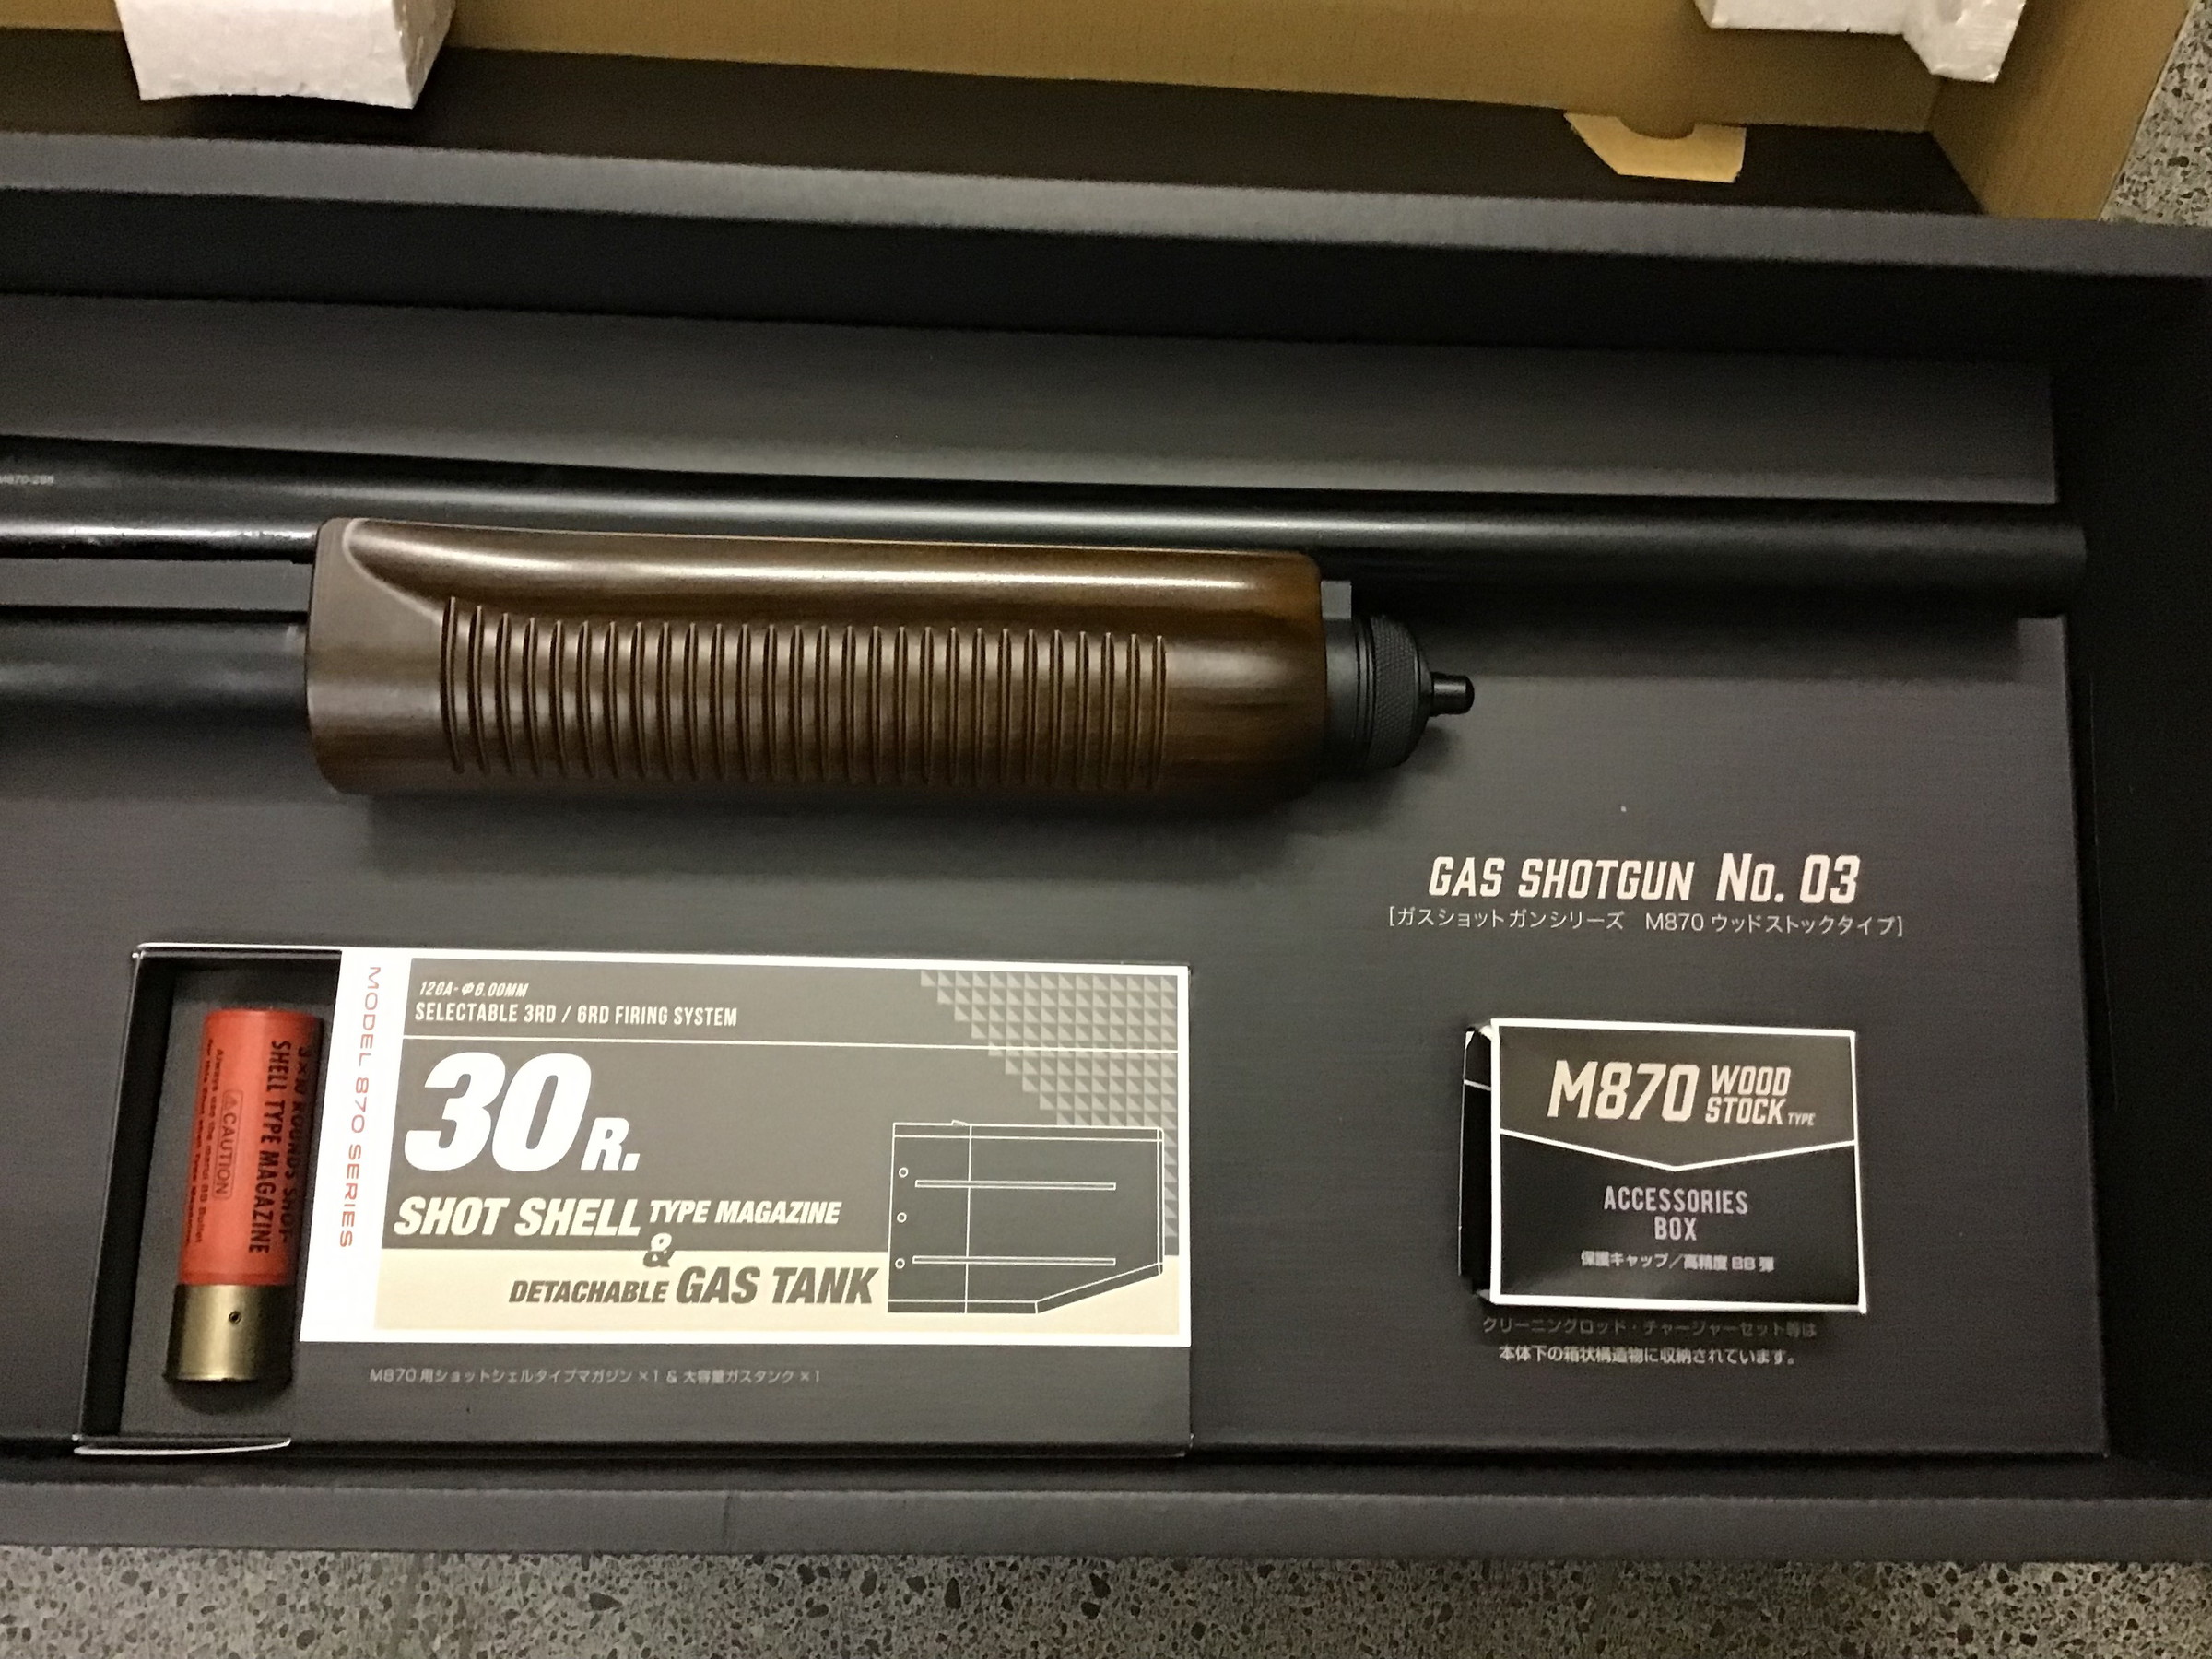 M870-
GAS SHOTGUN No. 03
[ガスショットガンシリーズ　M870 ウッドストックタイプ]
MODEL 870 SERIES
12GA-Φ6.00MM
SELECTABLE 3RD / 6RD FIRING SYSTEM
30R.
SHOT SHELL TYPE MAGAZINE
&
DETACHABLE GAS TANK
M870 用ショットシェルタイプマガジン ×1 & 大容量ガスタンク ×1
ROUNDS SHOT-
SHELL TYPE MAGAZINE
⚠CAUTION
Always use the
M870 WOOD STOCK TYPE
ACCESSORIES
BOX
保護キャップ／高精度 BB 弾
クリーニングロッド・チャージャーセット等は
本体下の箱状構造物に収納されています。